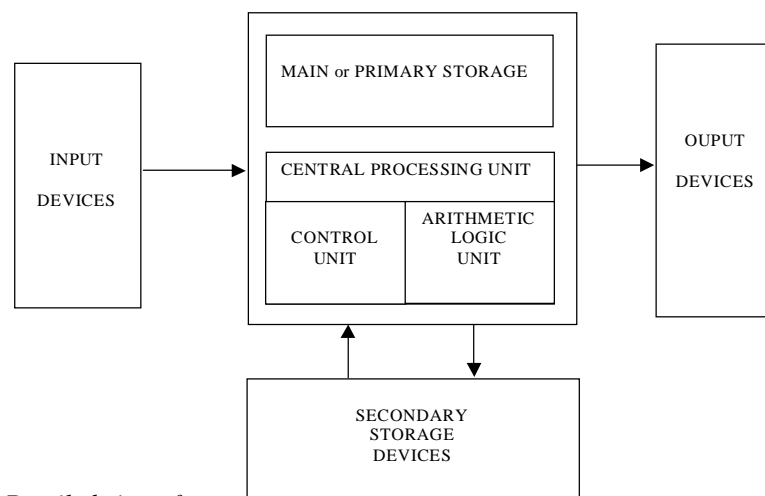 MAIN or PRIMARY STORAGE
INPUT
DEVICES
CENTRAL PROCESSING UNIT
CONTROL
UNIT
ARITHMETIC
LOGIC
UNIT
OUPUT
DEVICES
SECONDARY
STORAGE
DEVICES